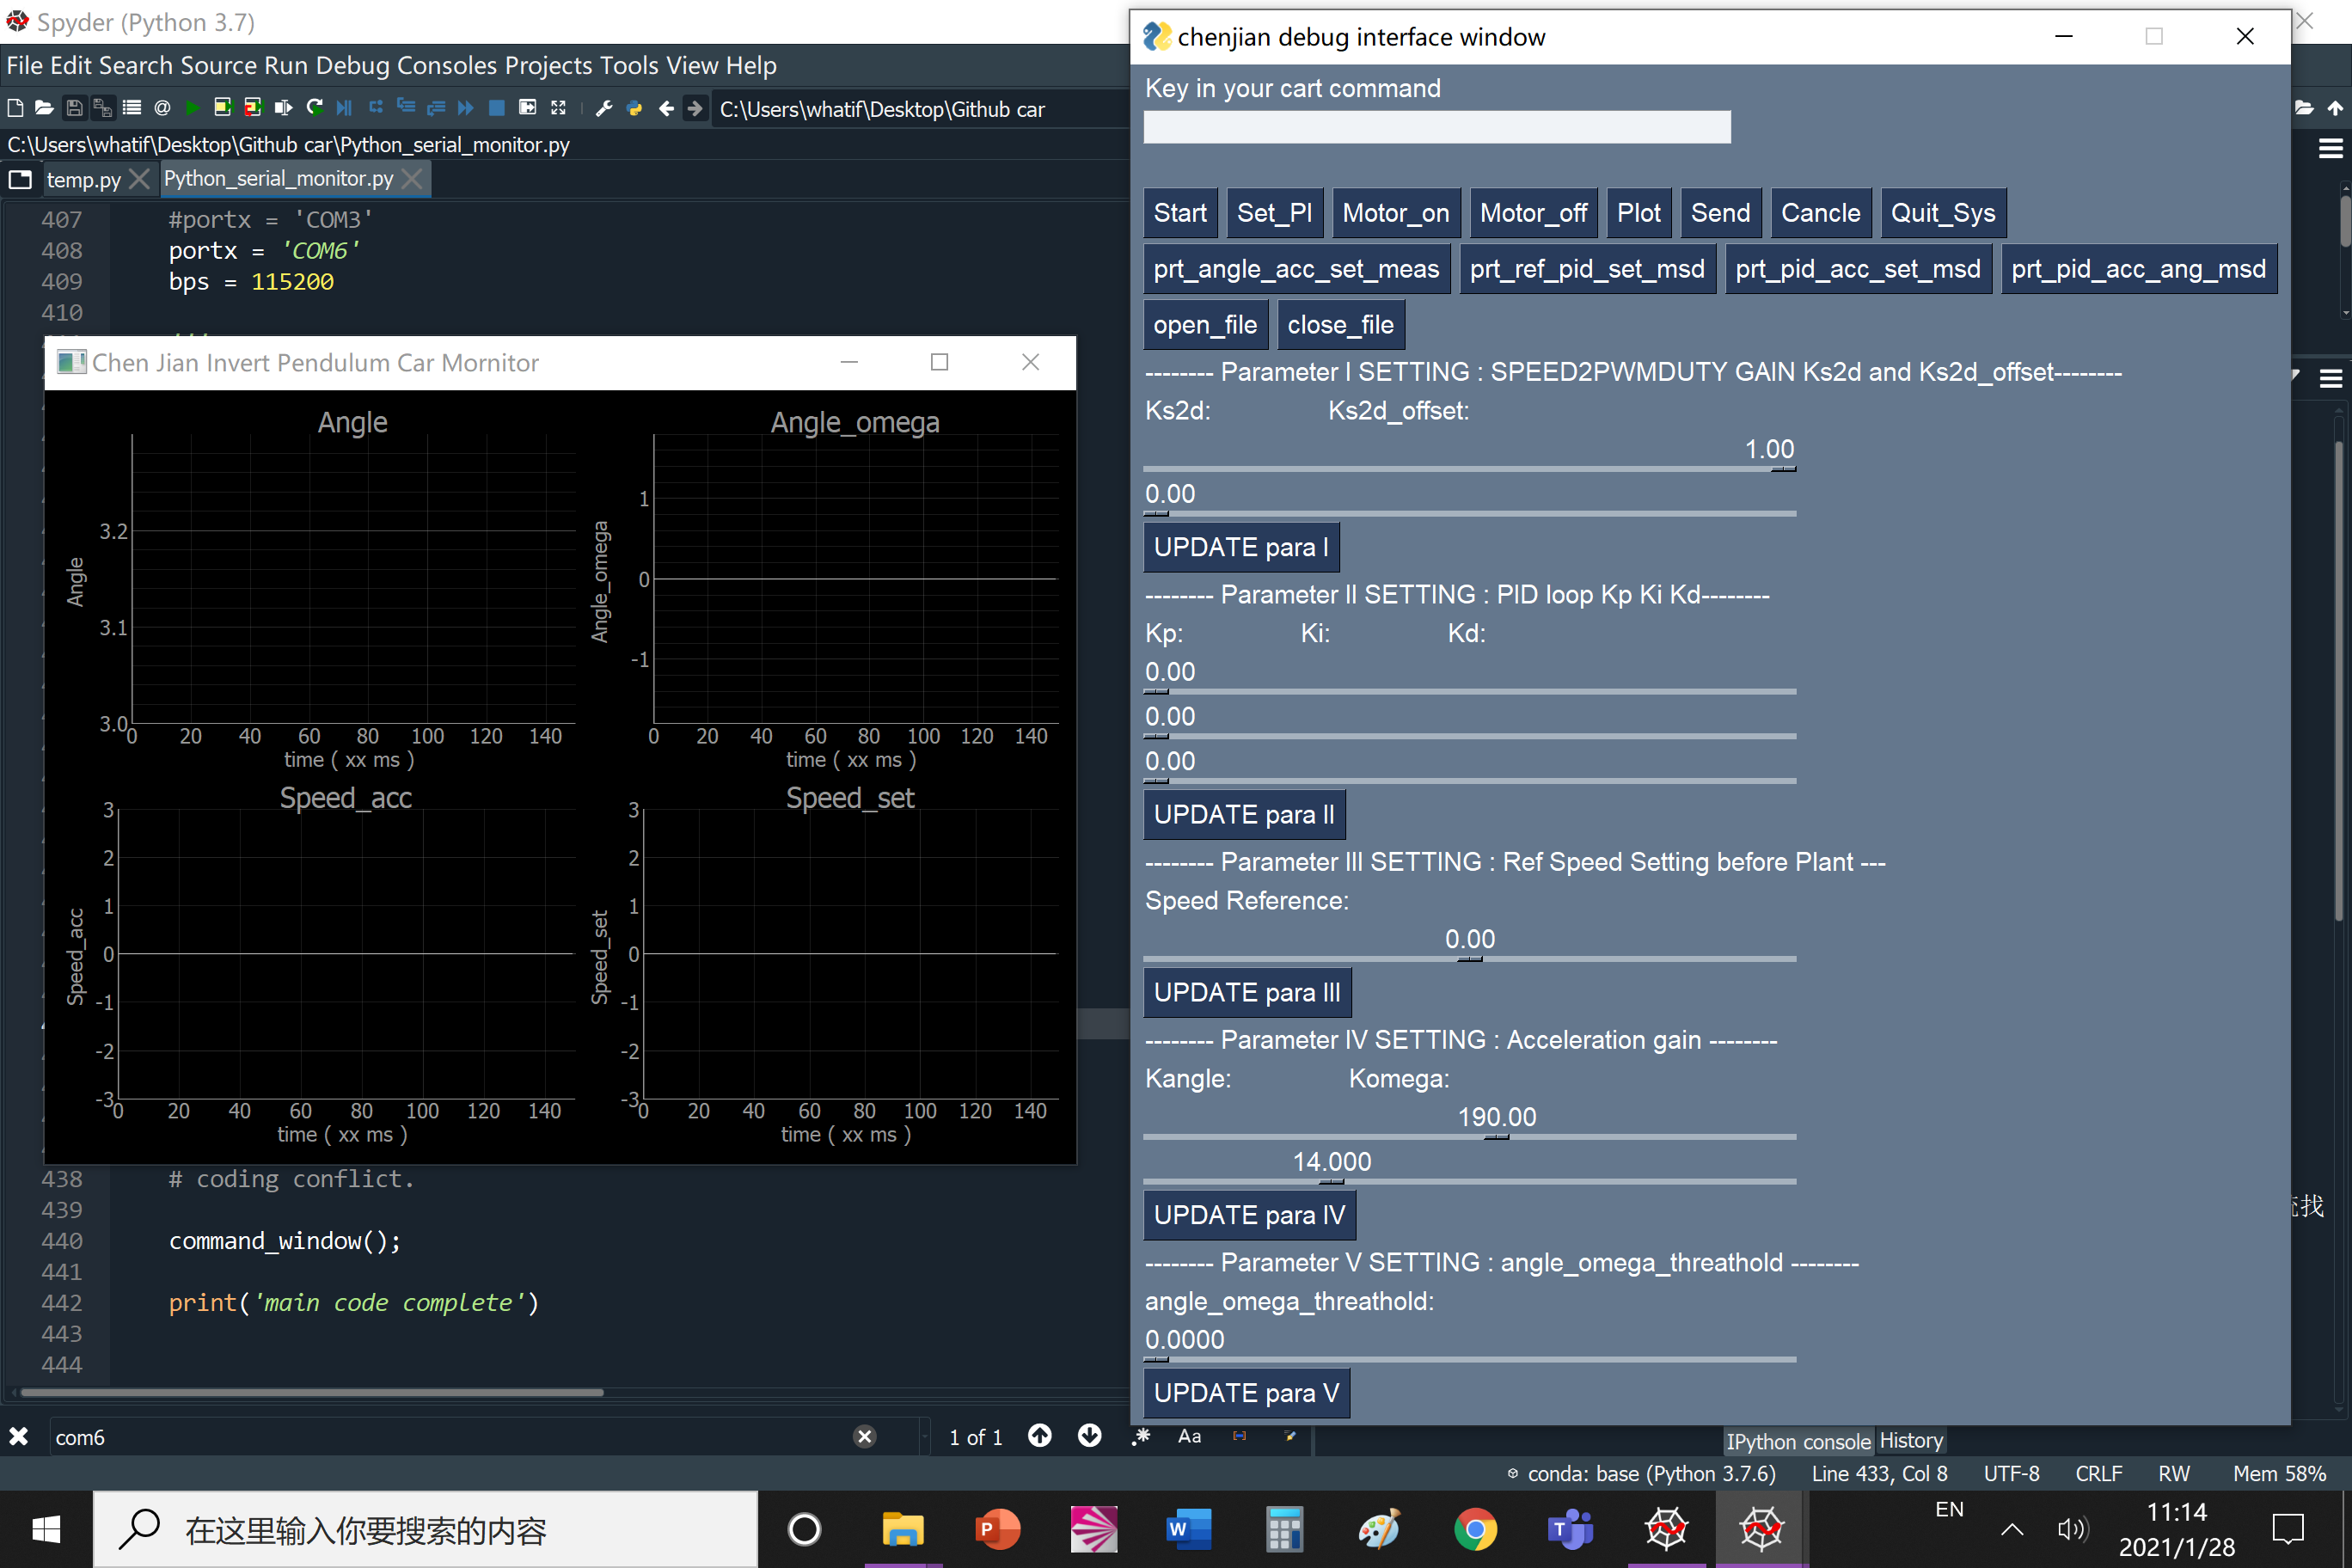 Spyder (Python 3.7)
File Edit Search Source Run Debug Consoles Projects Tools View Help
C:\Users\whatif\Desktop\Github car
C:\Users\whatif\Desktop\Github car\Python_serial_monitor.py
temp.py
Python_serial_monitor.py
407 #portx = 'COM3'
408 portx = 'COM6'
409 bps = 115200
410
Chen Jian Invert Pendulum Car Mornitor
Angle
Angle
3.2
3.1
3.0
0 20 40 60 80 100 120 140
time ( xx ms )
Angle_omega
Angle_omega
1
0
-1
0 20 40 60 80 100 120 140
time ( xx ms )
Speed_acc
Speed_acc
3
2
1
0
-1
-2
-3
0 20 40 60 80 100 120 140
time ( xx ms )
Speed_set
Speed_set
3
2
1
0
-1
-2
-3
0 20 40 60 80 100 120 140
time ( xx ms )
438 # coding conflict.
439
440 command_window();
441
442 print('main code complete')
443
444
com6
1 of 1
Aa
chenjian debug interface window
Key in your cart command
Start Set_PI Motor_on Motor_off Plot Send Cancle Quit_Sys
prt_angle_acc_set_meas prt_ref_pid_set_msd prt_pid_acc_set_msd prt_pid_acc_ang_msd
open_file close_file
-------- Parameter I SETTING : SPEED2PWMDUTY GAIN Ks2d and Ks2d_offset--------
Ks2d: Ks2d_offset:
1.00
0.00
UPDATE para I
-------- Parameter II SETTING : PID loop Kp Ki Kd--------
Kp: Ki: Kd:
0.00
0.00
0.00
UPDATE para II
-------- Parameter III SETTING : Ref Speed Setting before Plant ---
Speed Reference:
0.00
UPDATE para III
-------- Parameter IV SETTING : Acceleration gain --------
Kangle: Komega:
190.00
14.000
UPDATE para IV
-------- Parameter V SETTING : angle_omega_threathold --------
angle_omega_threathold:
0.0000
UPDATE para V
找
IPython console History
conda: base (Python 3.7.6) Line 433, Col 8 UTF-8 CRLF RW Mem 58%
在这里输入你要搜索的内容
EN
11:14
2021/1/28